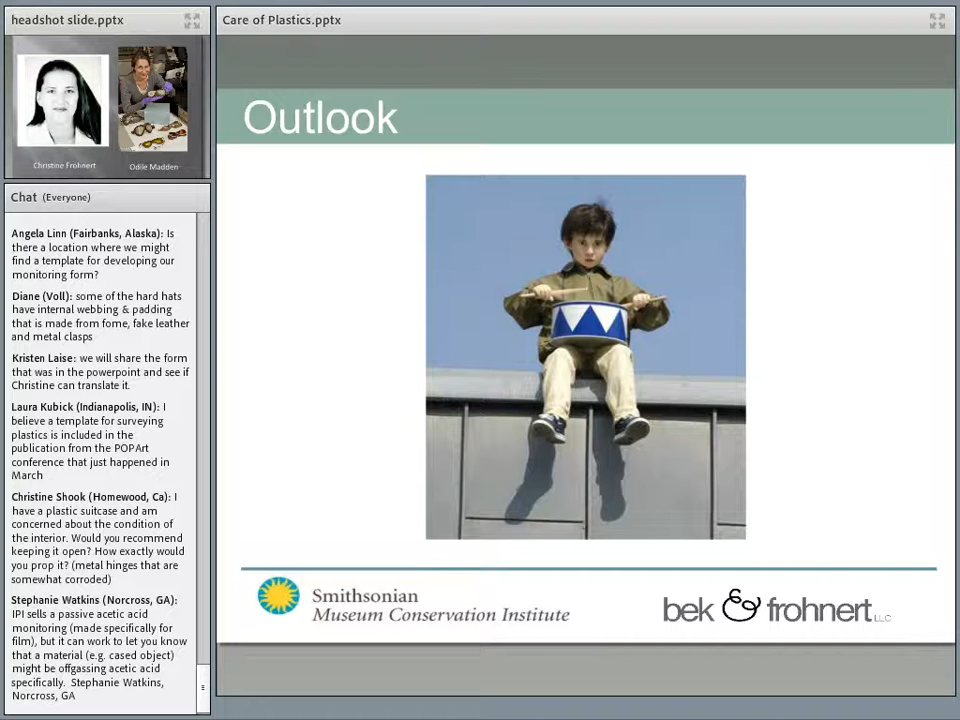 headshot slide.pptx
Christine Frohnert
Odile Madden
Chat (Everyone)
Angela Linn (Fairbanks, Alaska): Is
there a location where we might
find a template for developing our
monitoring form?
Diane (Voll): some of the hard hats
have internal webbing & padding
that is made from fome, fake leather
and metal clasps
Kristen Laise: we will share the form
that was in the powerpoint and see if
Christine can translate it.
Laura Kubick (Indianapolis, IN): I
believe a template for surveying
plastics is included in the
publication from the POPArt
conference that just happened in
March
Christine Shook (Homewood, Ca): I
have a plastic suitcase and am
concerned about the condition of
the interior. Would you recommend
keeping it open? How exactly would
you prop it? (metal hinges that are
somewhat corroded)
Stephanie Watkins (Norcross, GA):
IPI sells a passive acetic acid
monitoring (made specifically for
film), but it can work to let you know
that a material (e.g. cased object)
might be offgassing acetic acid
specifically. Stephanie Watkins,
Norcross, GA
Care of Plastics.pptx
Outlook
Smithsonian
Museum Conservation Institute
bek & frohnert LLC